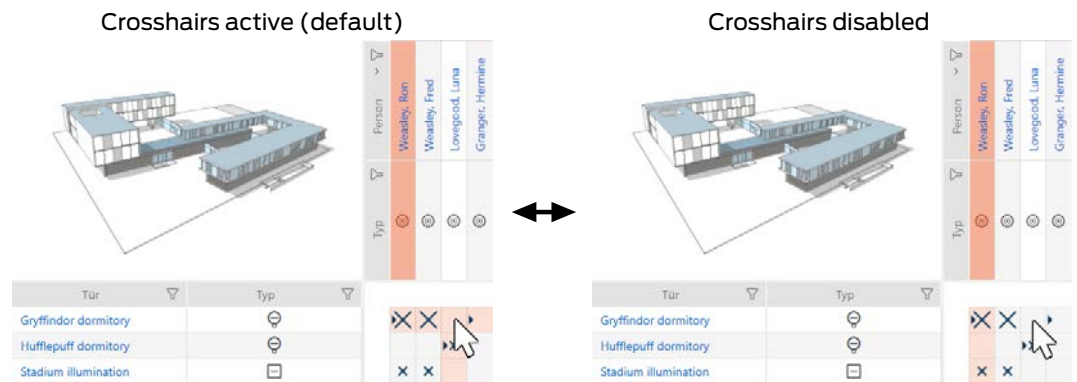 Crosshairs active (default)
Person
Weasley, Ron
Weasley, Fred
Lovegood, Luna
Granger, Hermine
Typ
Tür Typ
Gryffindor dormitory
Hufflepuff dormitory
Stadium illumination
Crosshairs disabled
Person
Weasley, Ron
Weasley, Fred
Lovegood, Luna
Granger, Hermine
Typ
Tür Typ
Gryffindor dormitory
Hufflepuff dormitory
Stadium illumination